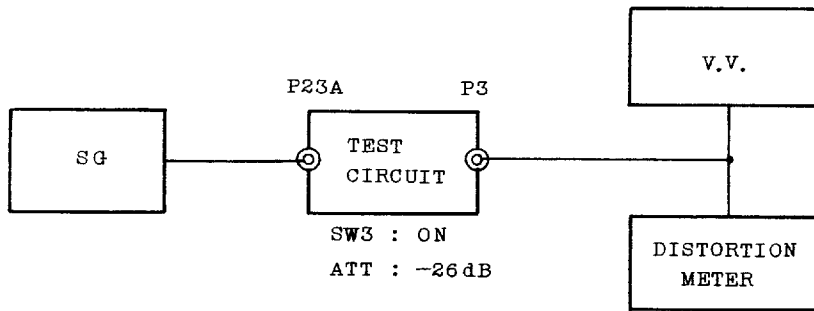 V.V.
P23A
P3
SG
TEST
CIRCUIT
SW3 : ON
ATT : -26dB
DISTORTION
METER